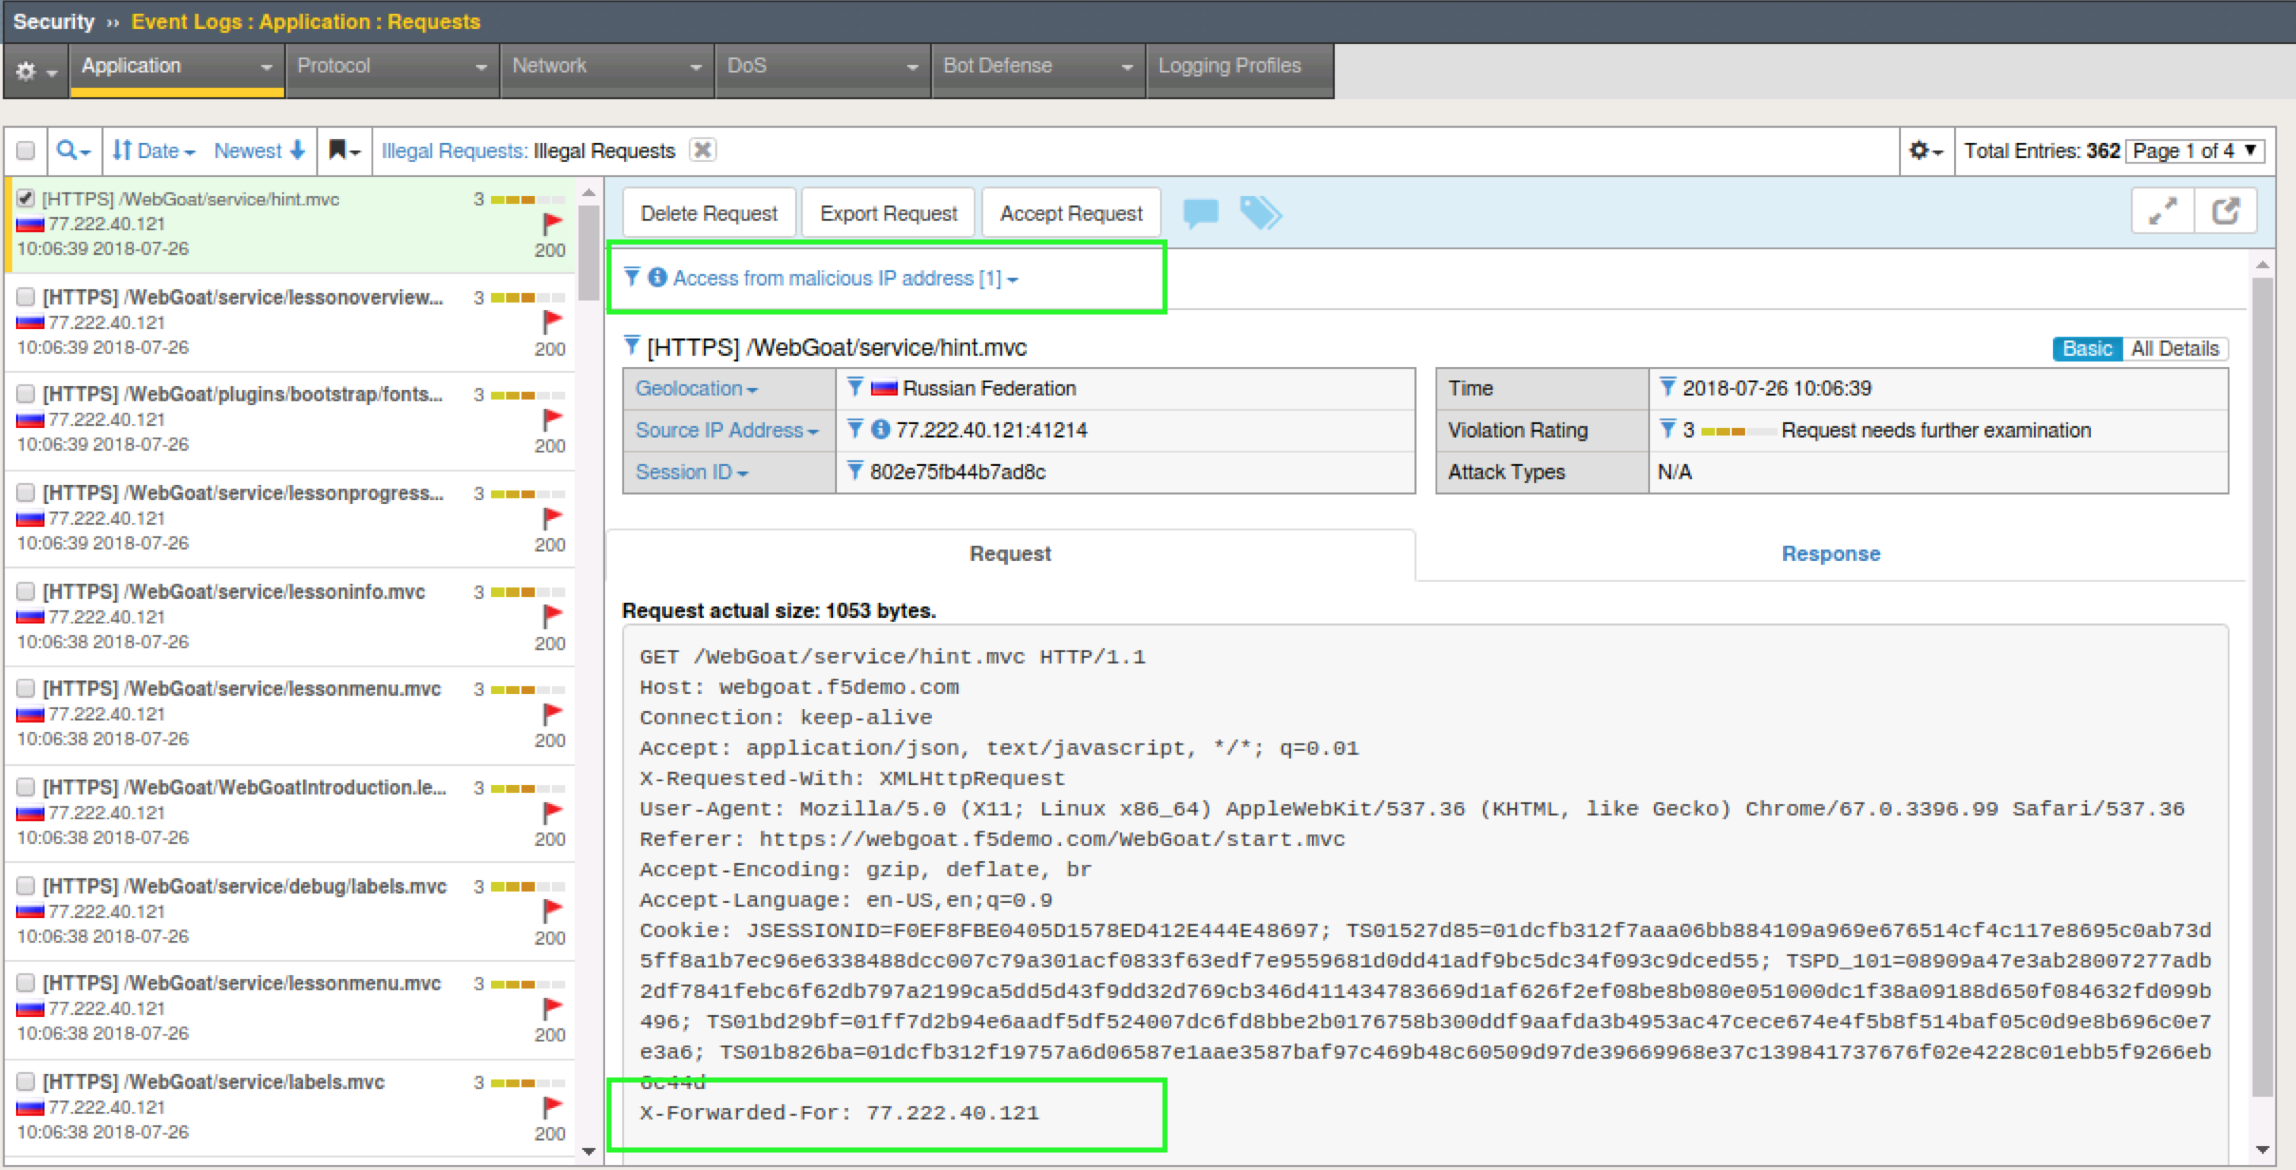 Security ›› Event Logs : Application : Requests
Application Protocol Network DoS Bot Defense Logging Profiles
Date Newest Illegal Requests: Illegal Requests Total Entries: 362 Page 1 of 4
[HTTPS] /WebGoat/service/hint.mvc 3
77.222.40.121
10:06:39 2018-07-26 200
[HTTPS] /WebGoat/service/lessonoverview... 3
77.222.40.121
10:06:39 2018-07-26 200
[HTTPS] /WebGoat/plugins/bootstrap/fonts... 3
77.222.40.121
10:06:39 2018-07-26 200
[HTTPS] /WebGoat/service/lessonprogress... 3
77.222.40.121
10:06:39 2018-07-26 200
[HTTPS] /WebGoat/service/lessoninfo.mvc 3
77.222.40.121
10:06:38 2018-07-26 200
[HTTPS] /WebGoat/service/lessonmenu.mvc 3
77.222.40.121
10:06:38 2018-07-26 200
[HTTPS] /WebGoat/WebGoatIntroduction.le... 3
77.222.40.121
10:06:38 2018-07-26 200
[HTTPS] /WebGoat/service/debug/labels.mvc 3
77.222.40.121
10:06:38 2018-07-26 200
[HTTPS] /WebGoat/service/lessonmenu.mvc 3
77.222.40.121
10:06:38 2018-07-26 200
[HTTPS] /WebGoat/service/labels.mvc 3
77.222.40.121
10:06:38 2018-07-26 200
Delete Request Export Request Accept Request
Access from malicious IP address [1]
[HTTPS] /WebGoat/service/hint.mvc Basic All Details
Geolocation Russian Federation
Source IP Address 77.222.40.121:41214
Session ID 802e75fb44b7ad8c
Time 2018-07-26 10:06:39
Violation Rating 3 Request needs further examination
Attack Types N/A
Request Response
Request actual size: 1053 bytes.
GET /WebGoat/service/hint.mvc HTTP/1.1
Host: webgoat.f5demo.com
Connection: keep-alive
Accept: application/json, text/javascript, */*; q=0.01
X-Requested-With: XMLHttpRequest
User-Agent: Mozilla/5.0 (X11; Linux x86_64) AppleWebKit/537.36 (KHTML, like Gecko) Chrome/67.0.3396.99 Safari/537.36
Referer: https://webgoat.f5demo.com/WebGoat/start.mvc
Accept-Encoding: gzip, deflate, br
Accept-Language: en-US,en;q=0.9
Cookie: JSESSIONID=F0EF8FBE0405D1578ED412E444E48697; TS01527d85=01dcfb312f7aaa06bb884109a969e676514cf4c117e8695c0ab73d
5ff8a1b7ec96e6338488dcc007c79a301acf0833f63edf7e9559681d0dd41adf9bc5dc34f093c9dced55; TSPD_101=08909a47e3ab28007277adb
2df7841febc6f62db797a2199ca5dd5d43f9dd32d769cb346d411434783669d1af626f2ef08be8b080e051000dc1f38a09188d650f084632fd099b
496; TS01bd29bf=01ff7d2b94e6aadf5df524007dc6fd8bbe2b0176758b300ddf9aafda3b4953ac47cece674e4f5b8f514baf05c0d9e8b696c0e7
e3a6; TS01b826ba=01dcfb312f19757a6d06587e1aae3587baf97c469b48c60509d97de39669968e37c139841737676f02e4228c01ebb5f9266eb
X-Forwarded-For: 77.222.40.121